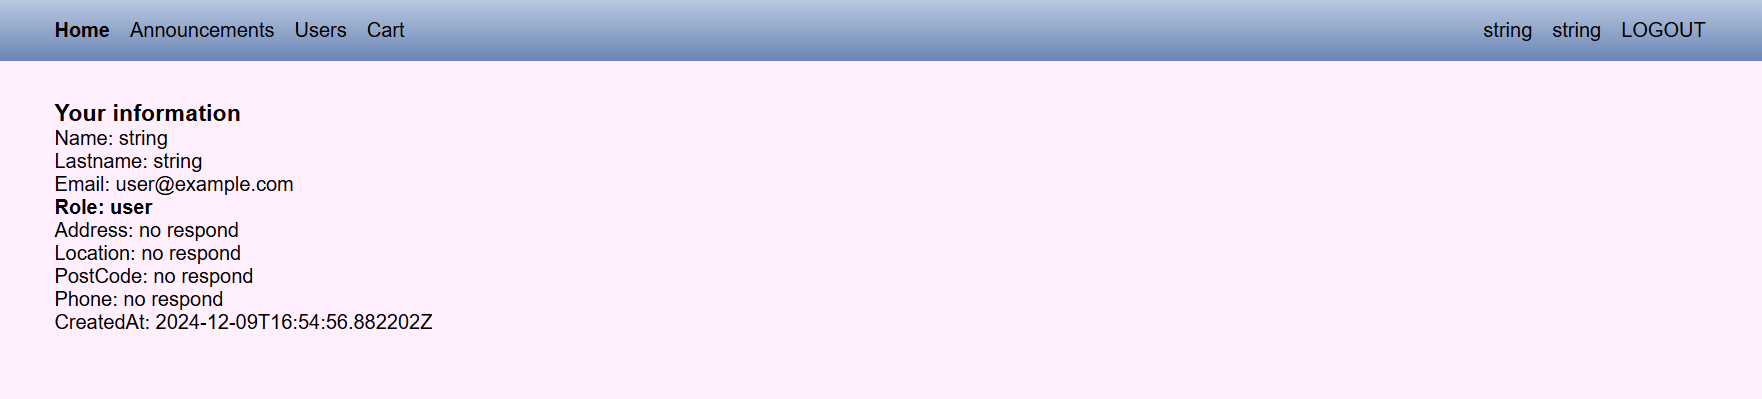 Home Announcements Users Cart string string LOGOUT
Your information
Name: string
Lastname: string
Email: user@example.com
Role: user
Address: no respond
Location: no respond
PostCode: no respond
Phone: no respond
CreatedAt: 2024-12-09T16:54:56.882202Z